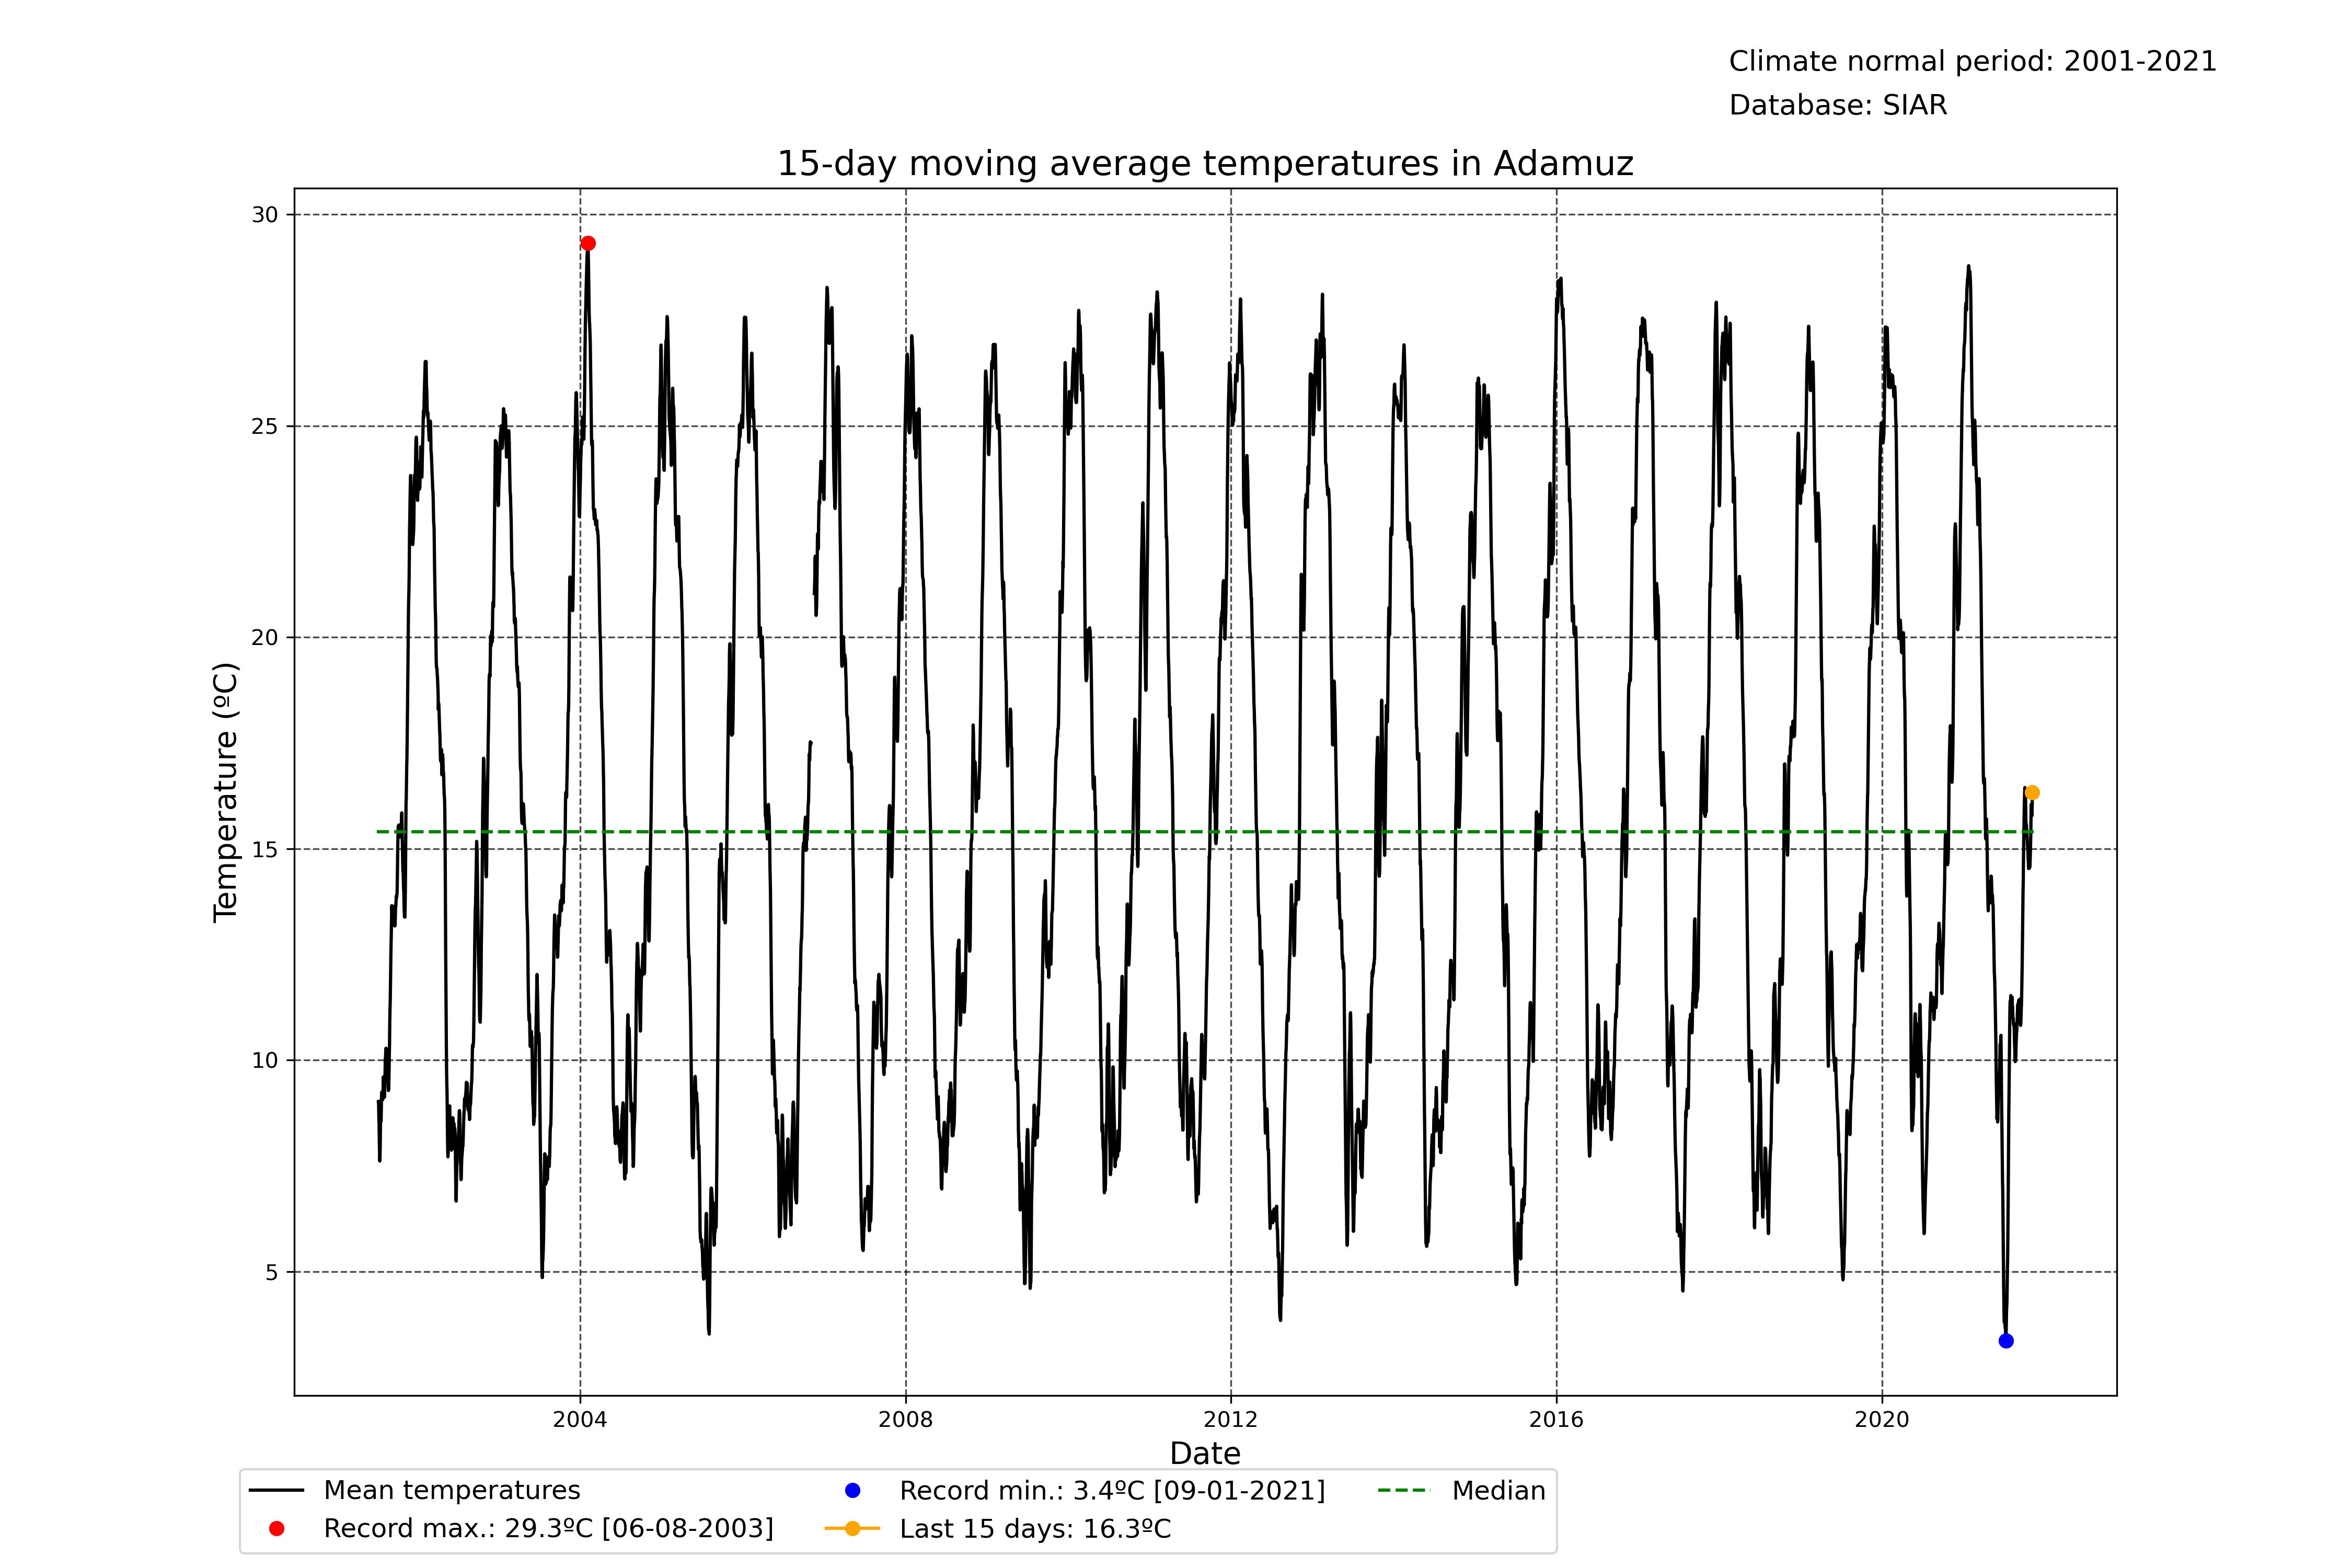 Climate normal period: 2001-2021
Database: SIAR
15-day moving average temperatures in Adamuz
30
25
20
15
10
5
Temperature (ºC)
2004 2008 2012 2016 2020
Date
Mean temperatures
Record max.: 29.3ºC [06-08-2003]
Record min.: 3.4ºC [09-01-2021]
Last 15 days: 16.3ºC
Median